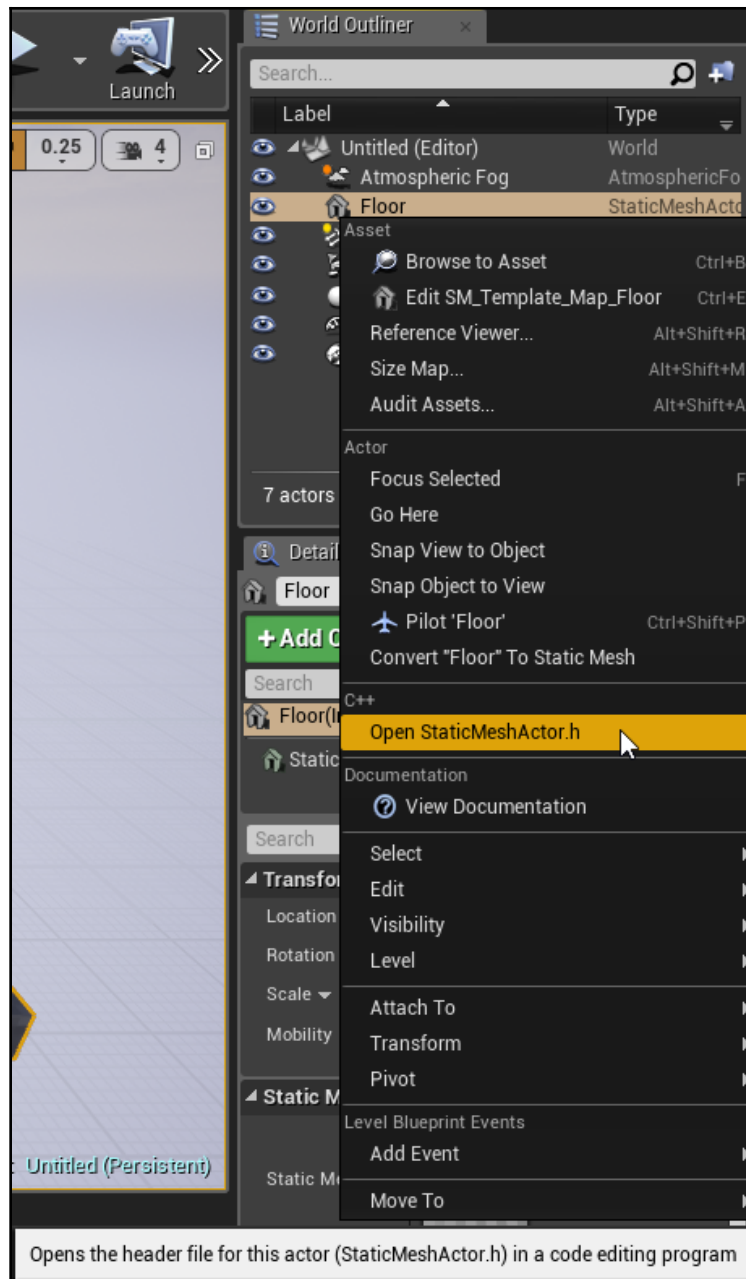 World Outliner
Launch
Search...
Label Type
0.25 4
Untitled (Editor) World
Atmospheric Fog AtmosphericFo
Floor StaticMeshActo
Asset
Browse to Asset Ctrl+B
Edit SM_Template_Map_Floor Ctrl+E
Reference Viewer... Alt+Shift+R
Size Map... Alt+Shift+M
Audit Assets... Alt+Shift+A
Actor
Focus Selected F
7 actors
Go Here
Snap View to Object
Detail
Snap Object to View
Floor
Pilot 'Floor' Ctrl+Shift+P
+ Add C
Convert "Floor" To Static Mesh
Search
C++
Floor(I
Open StaticMeshActor.h
Static
Documentation
View Documentation
Search
Select
Transfo
Edit
Location
Visibility
Rotation
Level
Scale
Attach To
Mobility
Transform
Pivot
Static M
Level Blueprint Events
Add Event
: Untitled (Persistent)
Static Me
Move To
Opens the header file for this actor (StaticMeshActor.h) in a code editing program